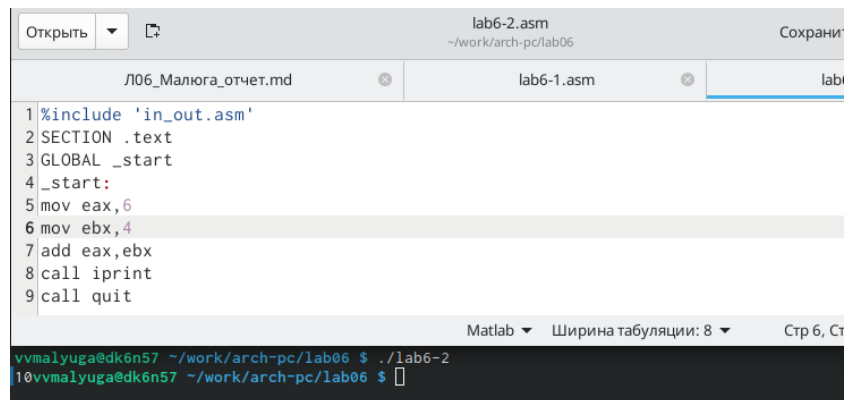 Открыть
lab6-2.asm
~/work/arch-pc/lab06
Л06_Малюга_отчет.md
lab6-1.asm
1 %include 'in_out.asm'
2 SECTION .text
3 GLOBAL _start
4 _start:
5 mov eax,6
6 mov ebx,4
7 add eax,ebx
8 call iprint
9 call quit
Matlab Ширина табуляции: 8 Стр 6,
vvmalyuga@dk6n57 ~/work/arch-pc/lab06 $ ./lab6-2
10vvmalyuga@dk6n57 ~/work/arch-pc/lab06 $